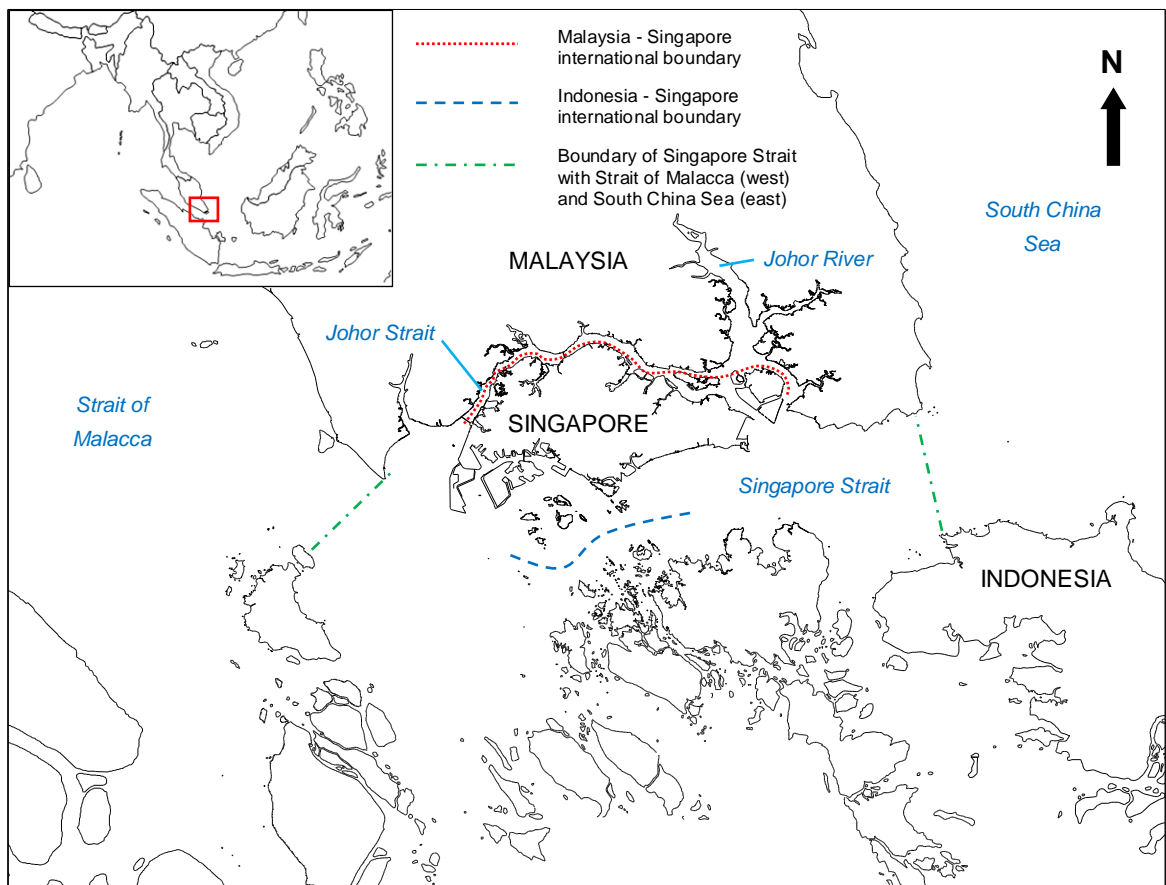 Malaysia - Singapore
international boundary
Indonesia - Singapore
international boundary
Boundary of Singapore Strait
with Strait of Malacca (west)
and South China Sea (east)
N
South China
Sea
MALAYSIA
Johor River
Johor Strait
Strait of
Malacca
SINGAPORE
Singapore Strait
INDONESIA